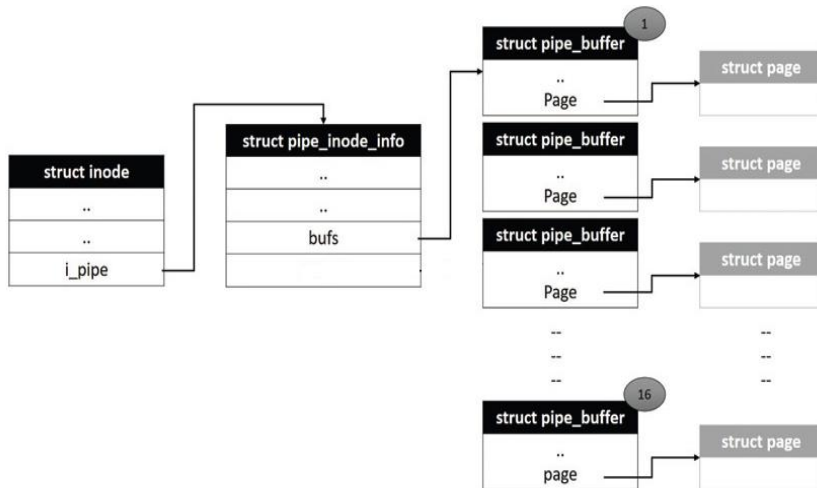 struct inode
..
..
i_pipe
struct pipe_inode_info
..
..
bufs
1
struct pipe_buffer
..
Page
struct page
struct pipe_buffer
..
Page
struct page
struct pipe_buffer
..
Page
struct page
--
--
--
--
--
--
16
struct pipe_buffer
..
page
struct page